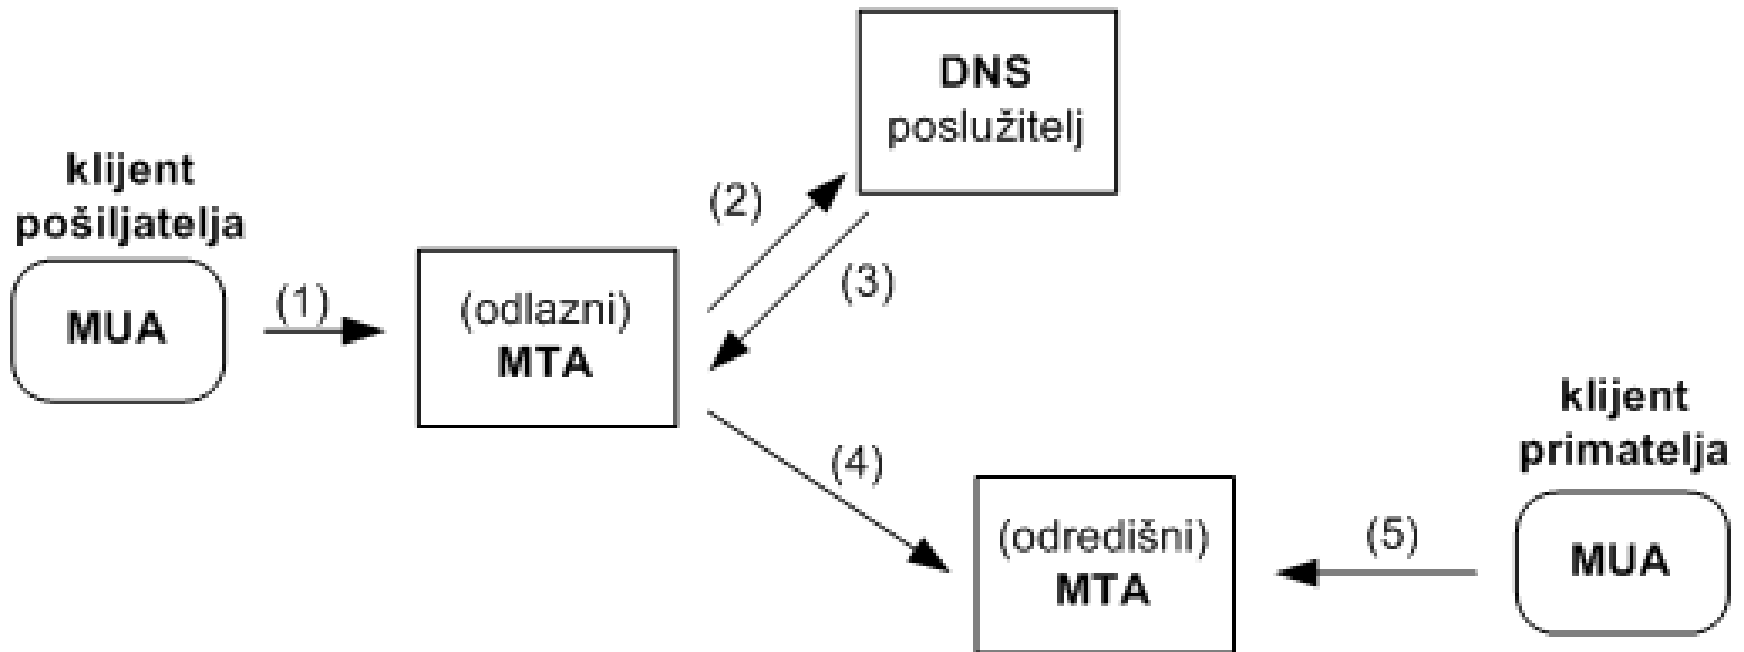 DNS
poslužitelj
klijent
pošiljatelja
MUA
(1)
(odlazni)
MTA
(2)
(3)
(4)
(odredišni)
MTA
(5)
klijent
primatelja
MUA